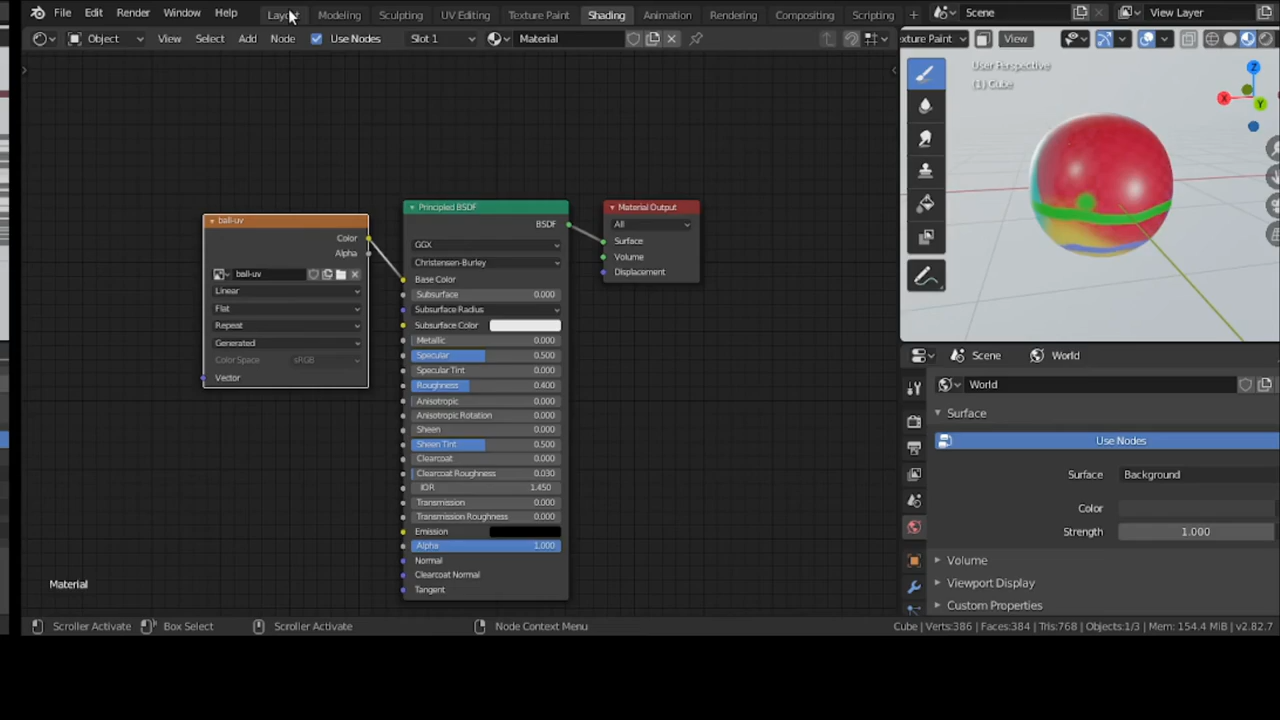 File Edit Render Window Help Layout Modeling Sculpting UV Editing Texture Paint Shading Animation Rendering Compositing Scripting + Scene View Layer
Object View Select Add Node Use Nodes Slot 1 Material
xture Paint View
User Perspective
(1) Cube
Z
X
Y
ball-uv
Color
Alpha
ball-uv
Linear
Flat
Repeat
Generated
Color Space sRGB
Vector
Principled BSDF
BSDF
GGX
Christensen-Burley
Base Color
Subsurface 0.000
Subsurface Radius
Subsurface Color
Metallic 0.000
Specular 0.500
Specular Tint 0.000
Roughness 0.400
Anisotropic 0.000
Anisotropic Rotation 0.000
Sheen 0.000
Sheen Tint 0.500
Clearcoat 0.000
Clearcoat Roughness 0.030
IOR 1.450
Transmission 0.000
Transmission Roughness 0.000
Emission
Alpha 1.000
Normal
Clearcoat Normal
Tangent
Material Output
All
Surface
Volume
Displacement
Material
Scene World
World
Surface
Use Nodes
Surface Background
Color
Strength 1.000
Volume
Viewport Display
Custom Properties
Scroller Activate Box Select Scroller Activate Node Context Menu Cube | Verts:386 | Faces:384 | Tris:768 | Objects:1/3 | Mem: 154.4 MiB | v2.82.7